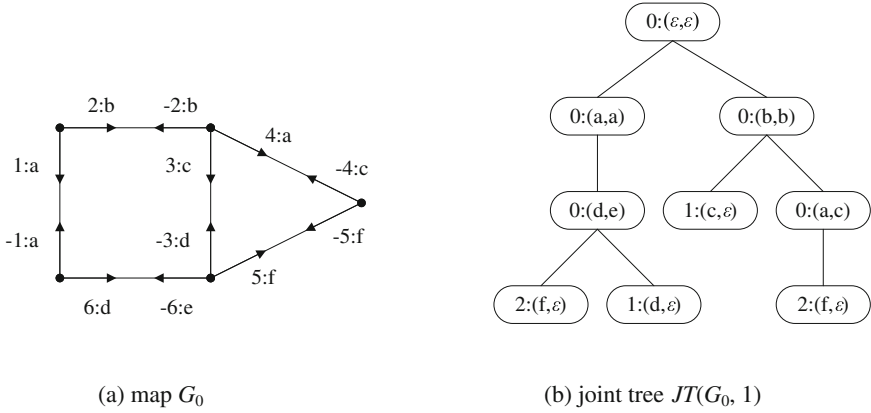 0:(ε,ε)
2:b -2:b
4:a
0:(a,a) 0:(b,b)
1:a 3:c -4:c
0:(d,e) 1:(c,ε) 0:(a,c)
-1:a -3:d -5:f
5:f
6:d -6:e
2:(f,ε) 1:(d,ε) 2:(f,ε)
(a) map G0
(b) joint tree JT(G0, 1)